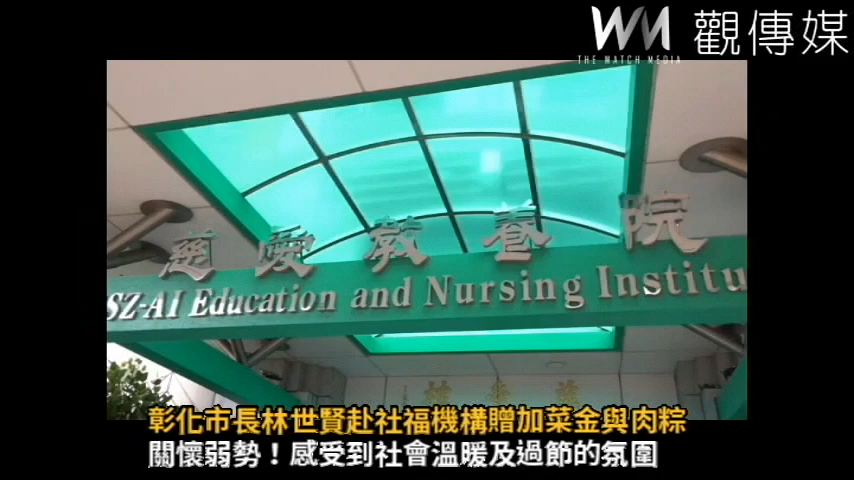 WM 觀傳媒
THE WATCH MEDIA
慈愛教養院
SZ-AI Education and Nursing Institu
彰化市長林世賢赴社福機構贈加菜金與肉粽
關懷弱勢！感受到社會溫暖及過節的氛圍